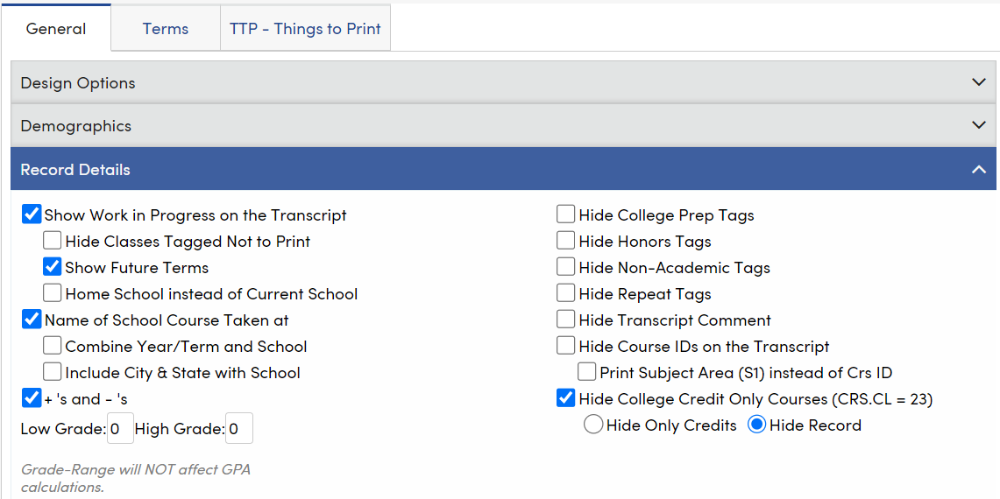 General
Terms
TTP - Things to Print
Design Options
Demographics
Record Details
Show Work in Progress on the Transcript
Hide Classes Tagged Not to Print
Show Future Terms
Home School instead of Current School
Name of School Course Taken at
Combine Year/Term and School
Include City & State with School
+ 's and - 's
Low Grade: 0 High Grade: 0
Grade-Range will NOT affect GPA
calculations.
Hide College Prep Tags
Hide Honors Tags
Hide Non-Academic Tags
Hide Repeat Tags
Hide Transcript Comment
Hide Course IDs on the Transcript
Print Subject Area (S1) instead of Crs ID
Hide College Credit Only Courses (CRS.CL = 23)
Hide Only Credits Hide Record